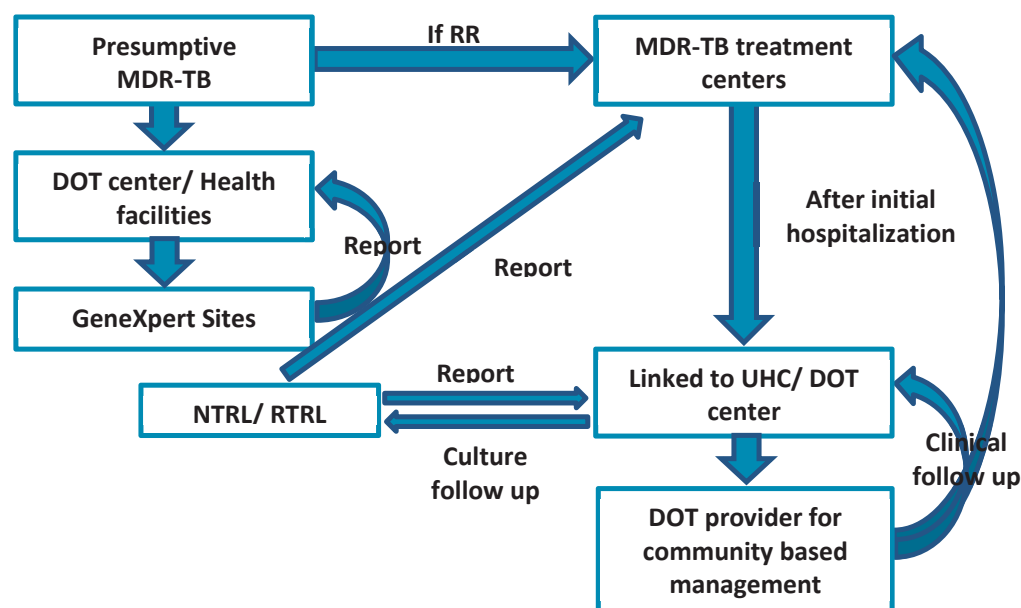 Presumptive
MDR-TB
If RR
MDR-TB treatment
centers
DOT center/ Health
facilities
Report
Report
After initial
hospitalization
GeneXpert Sites
NTRL/ RTRL
Report
Culture
follow up
Linked to UHC/ DOT
center
Clinical
follow up
DOT provider for
community based
management